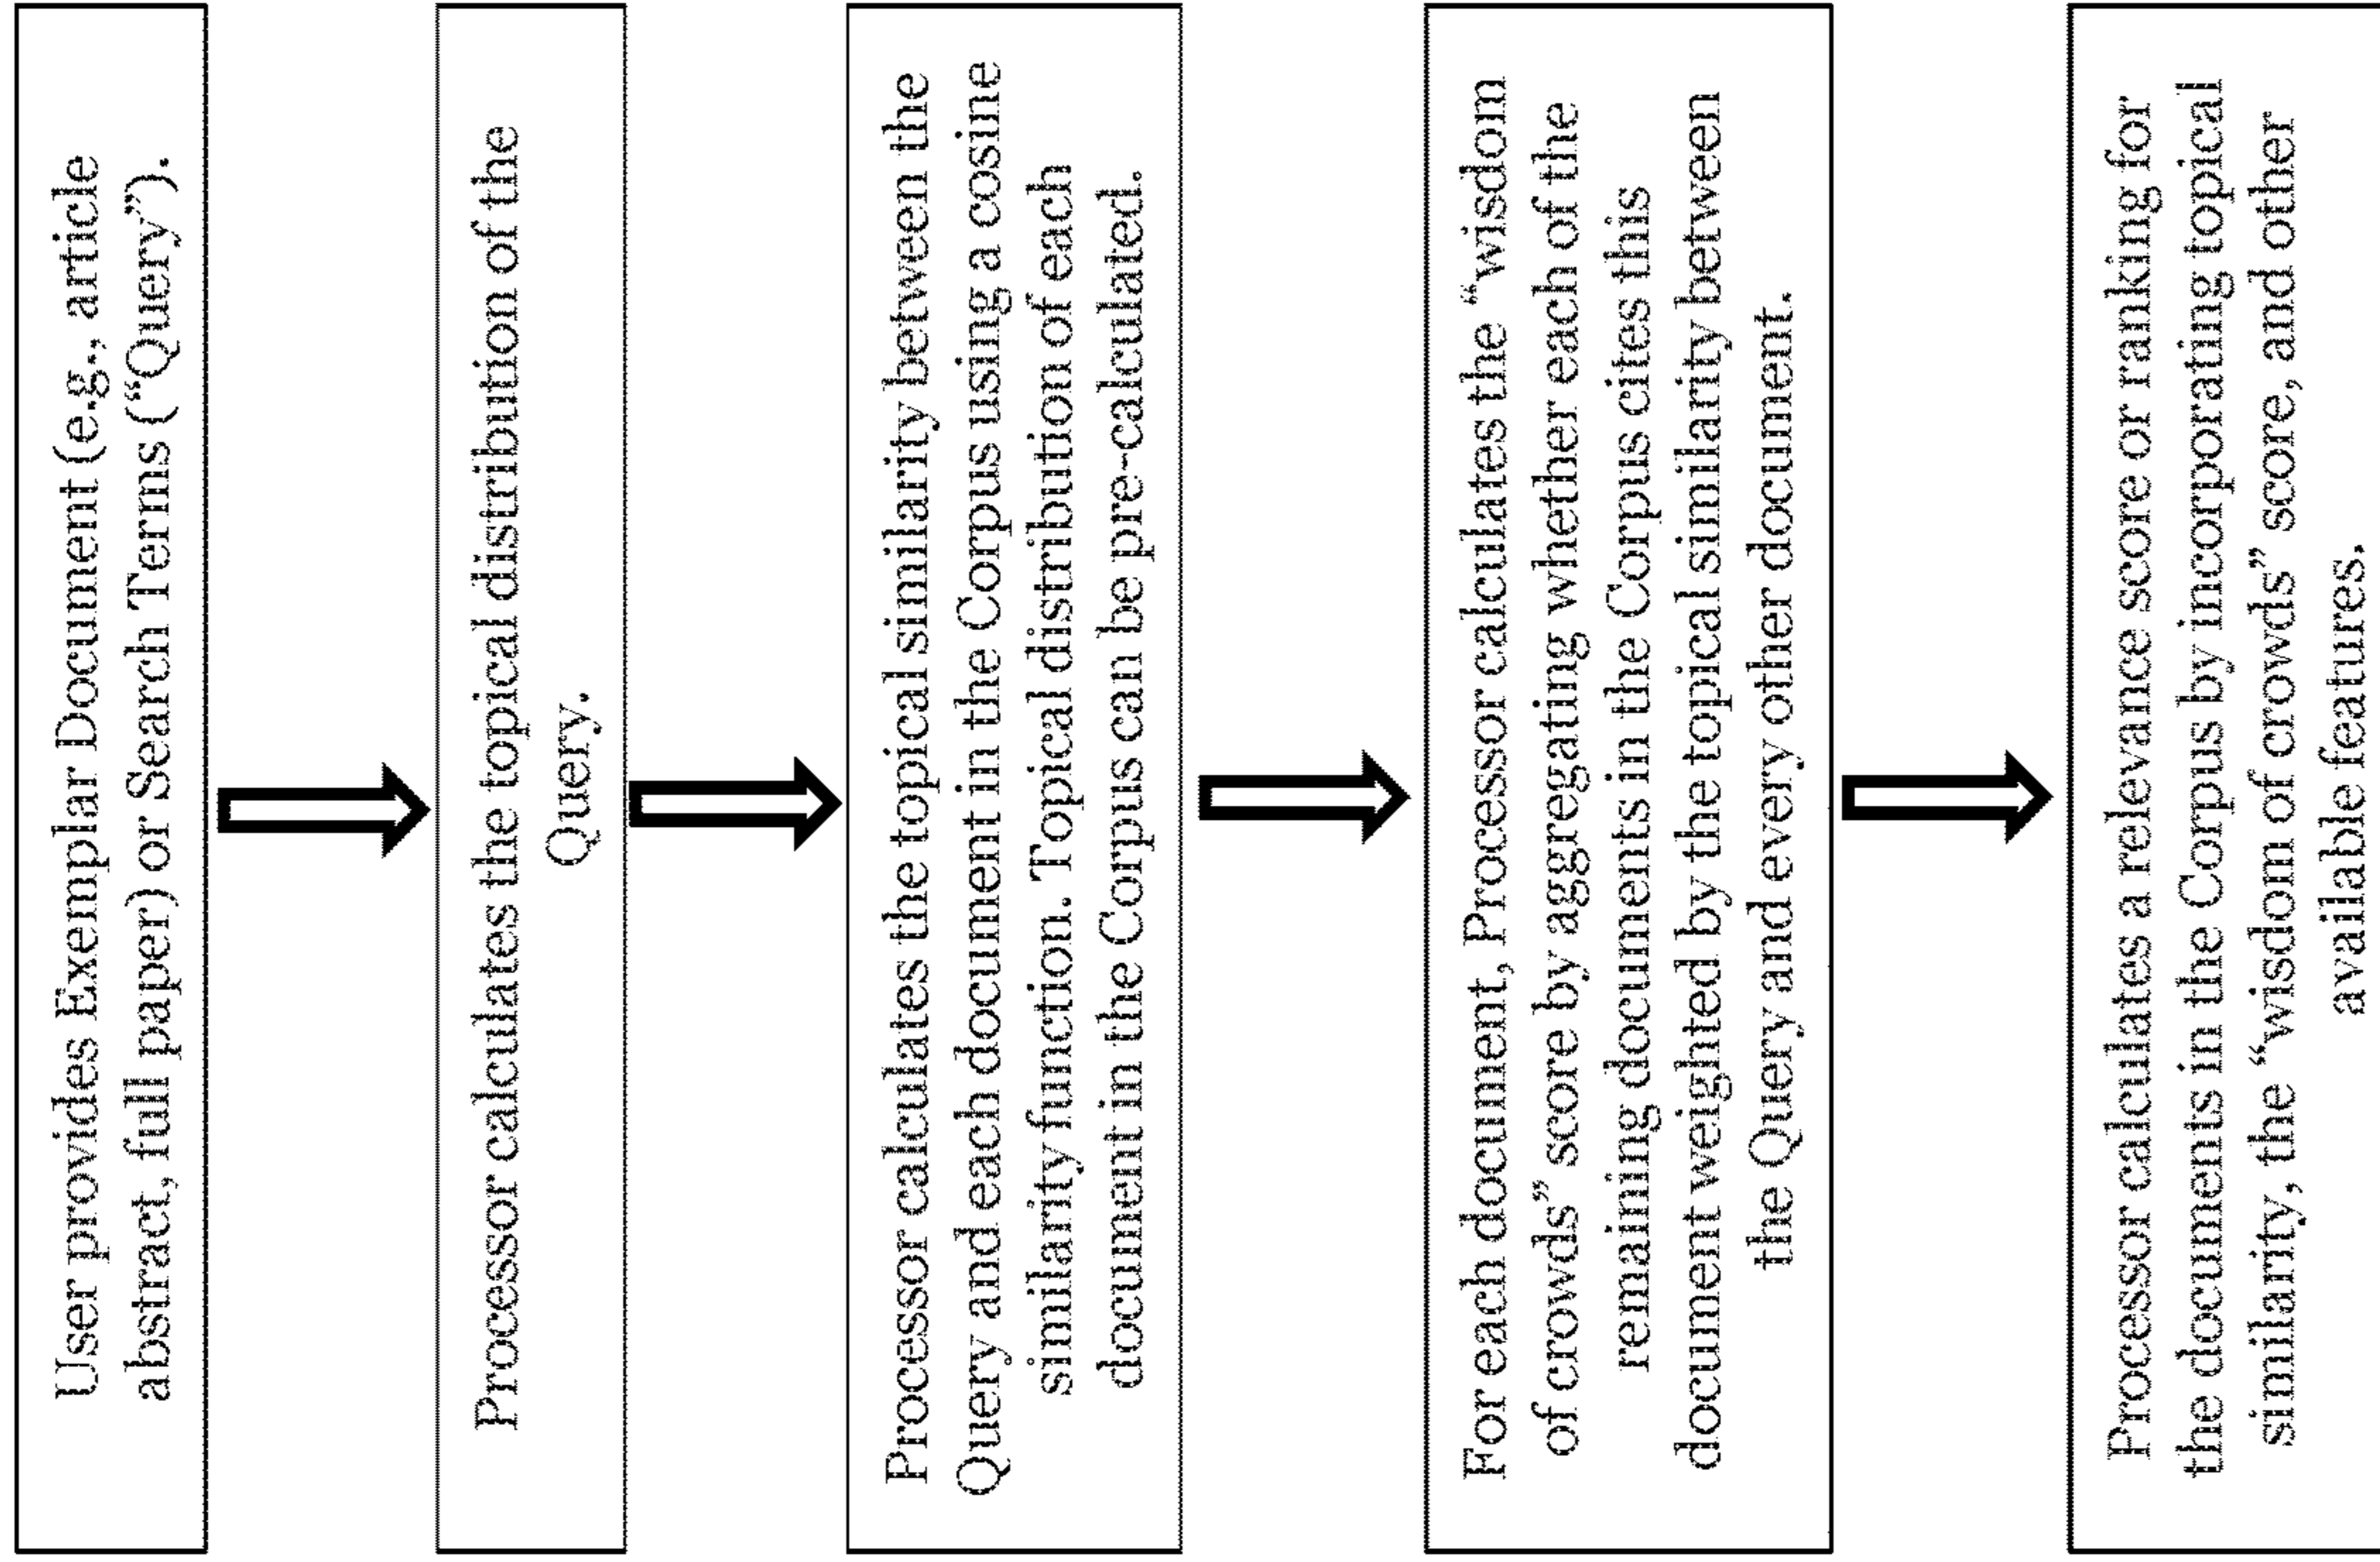 User provides Exemplar Document (e.g., article
abstract, full paper) or Search Terms (“Query”).
Processor calculates the topical distribution of the
Query.
Processor calculates the topical similarity between the
Query and each document in the Corpus using a cosine
similarity function. Topical distribution of each
document in the Corpus can be pre-calculated.
For each document, Processor calculates the “wisdom
of crowds” score by aggregating whether each of the
remaining documents in the Corpus cites this
document weighted by the topical similarity between
the Query and every other document.
Processor calculates a relevance score or ranking for
the documents in the Corpus by incorporating topical
similarity, the “wisdom of crowds” score, and other
available features.